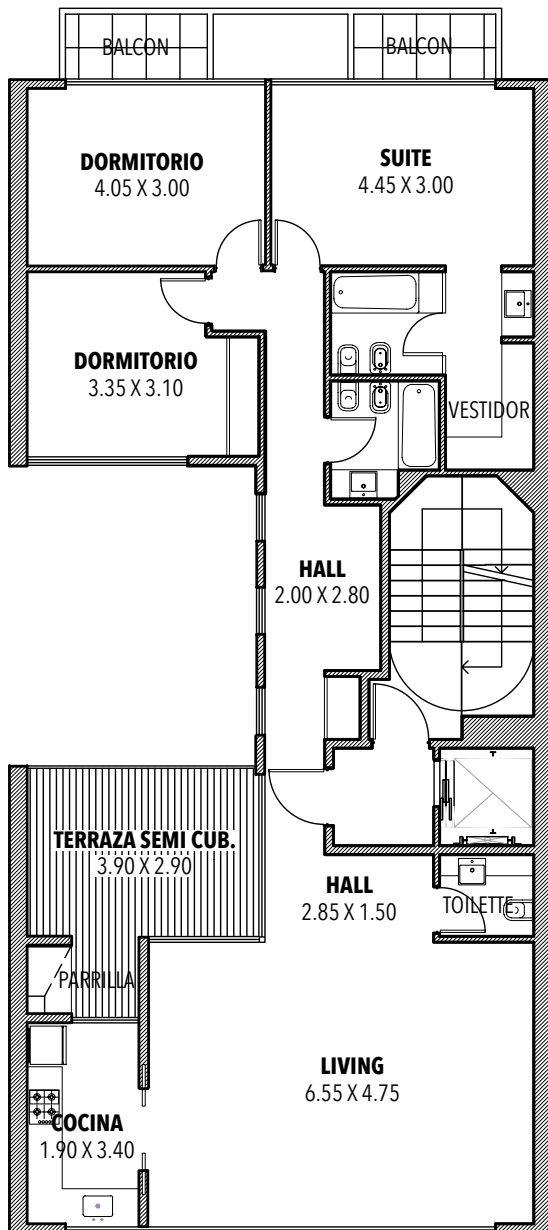 BALCON
BALCON
DORMITORIO
4.05 X 3.00
SUITE
4.45 X 3.00
DORMITORIO
3.35 X 3.10
VESTIDOR
HALL
2.00 X 2.80
TERRAZA SEMI CUB.
3.90 X 2.90
HALL
2.85 X 1.50
TOILETTE
PARRILLA
LIVING
6.55 X 4.75
COCINA
1.90 X 3.40